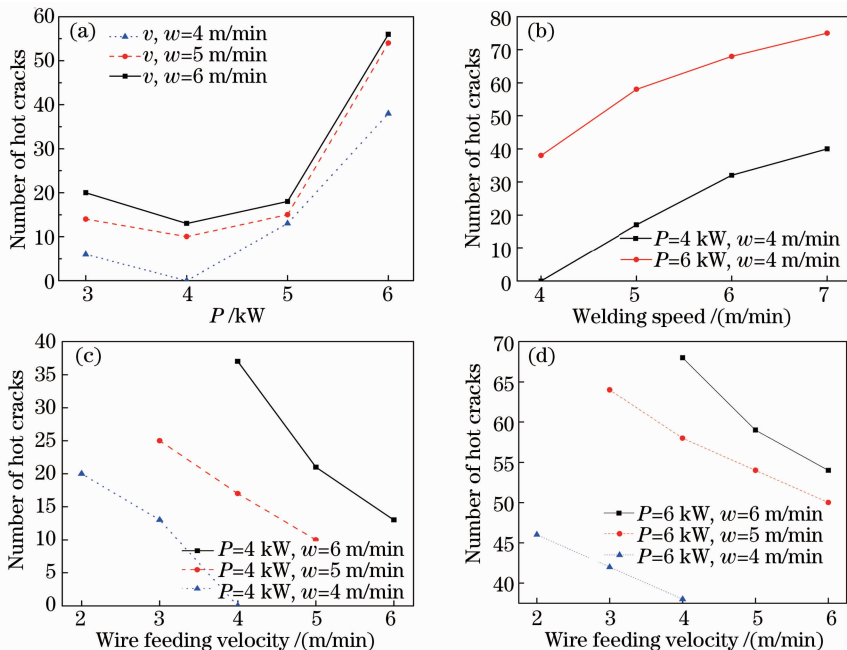 (a)
v, w=4 m/min
v, w=5 m/min
v, w=6 m/min
60
50
40
30
20
10
0
Number of hot cracks
3 4 5 6
P /kW
(b)
80
70
60
50
40
30
20
10
0
Number of hot cracks
P=4 kW, w=4 m/min
P=6 kW, w=4 m/min
4 5 6 7
Welding speed /(m/min)
(c)
40
35
30
25
20
15
10
5
0
Number of hot cracks
P=4 kW, w=6 m/min
P=4 kW, w=5 m/min
P=4 kW, w=4 m/min
2 3 4 5 6
Wire feeding velocity /(m/min)
(d)
70
65
60
55
50
45
40
Number of hot cracks
P=6 kW, w=6 m/min
P=6 kW, w=5 m/min
P=6 kW, w=4 m/min
2 3 4 5 6
Wire feeding velocity /(m/min)